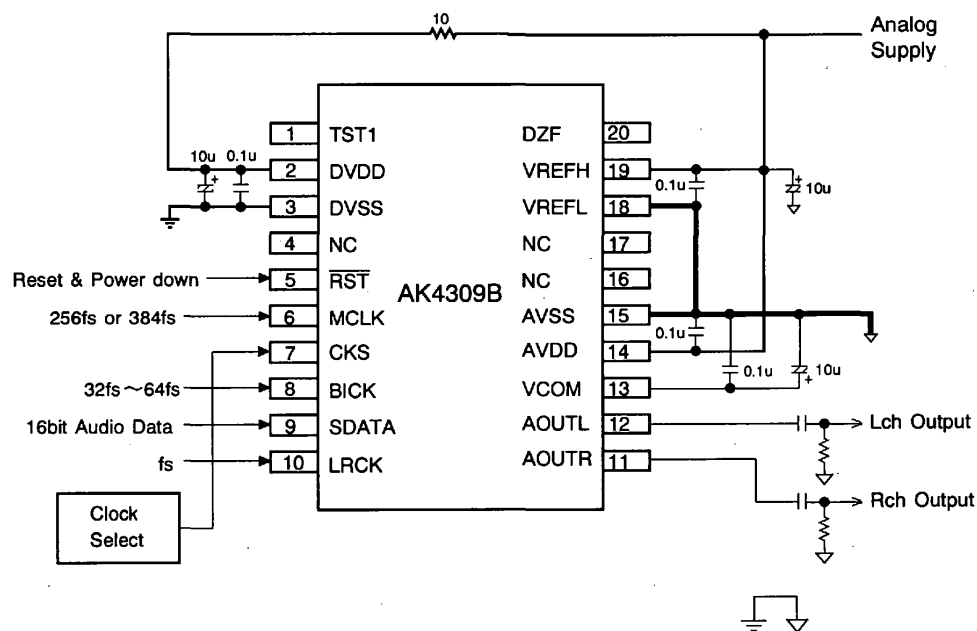 10
Analog
Supply
1 TST1
DZF 20
10u
0.1u
2 DVDD
VREFH 19
0.1u
10u
3 DVSS
VREFL 18
4 NC
NC 17
Reset & Power down
5 RST
NC 16
AK4309B
256fs or 384fs
6 MCLK
AVSS 15
0.1u
7 CKS
AVDD 14
0.1u
10u
32fs～64fs
8 BICK
VCOM 13
16bit Audio Data
9 SDATA
AOUTL 12
Lch Output
fs
10 LRCK
AOUTR 11
Rch Output
Clock
Select